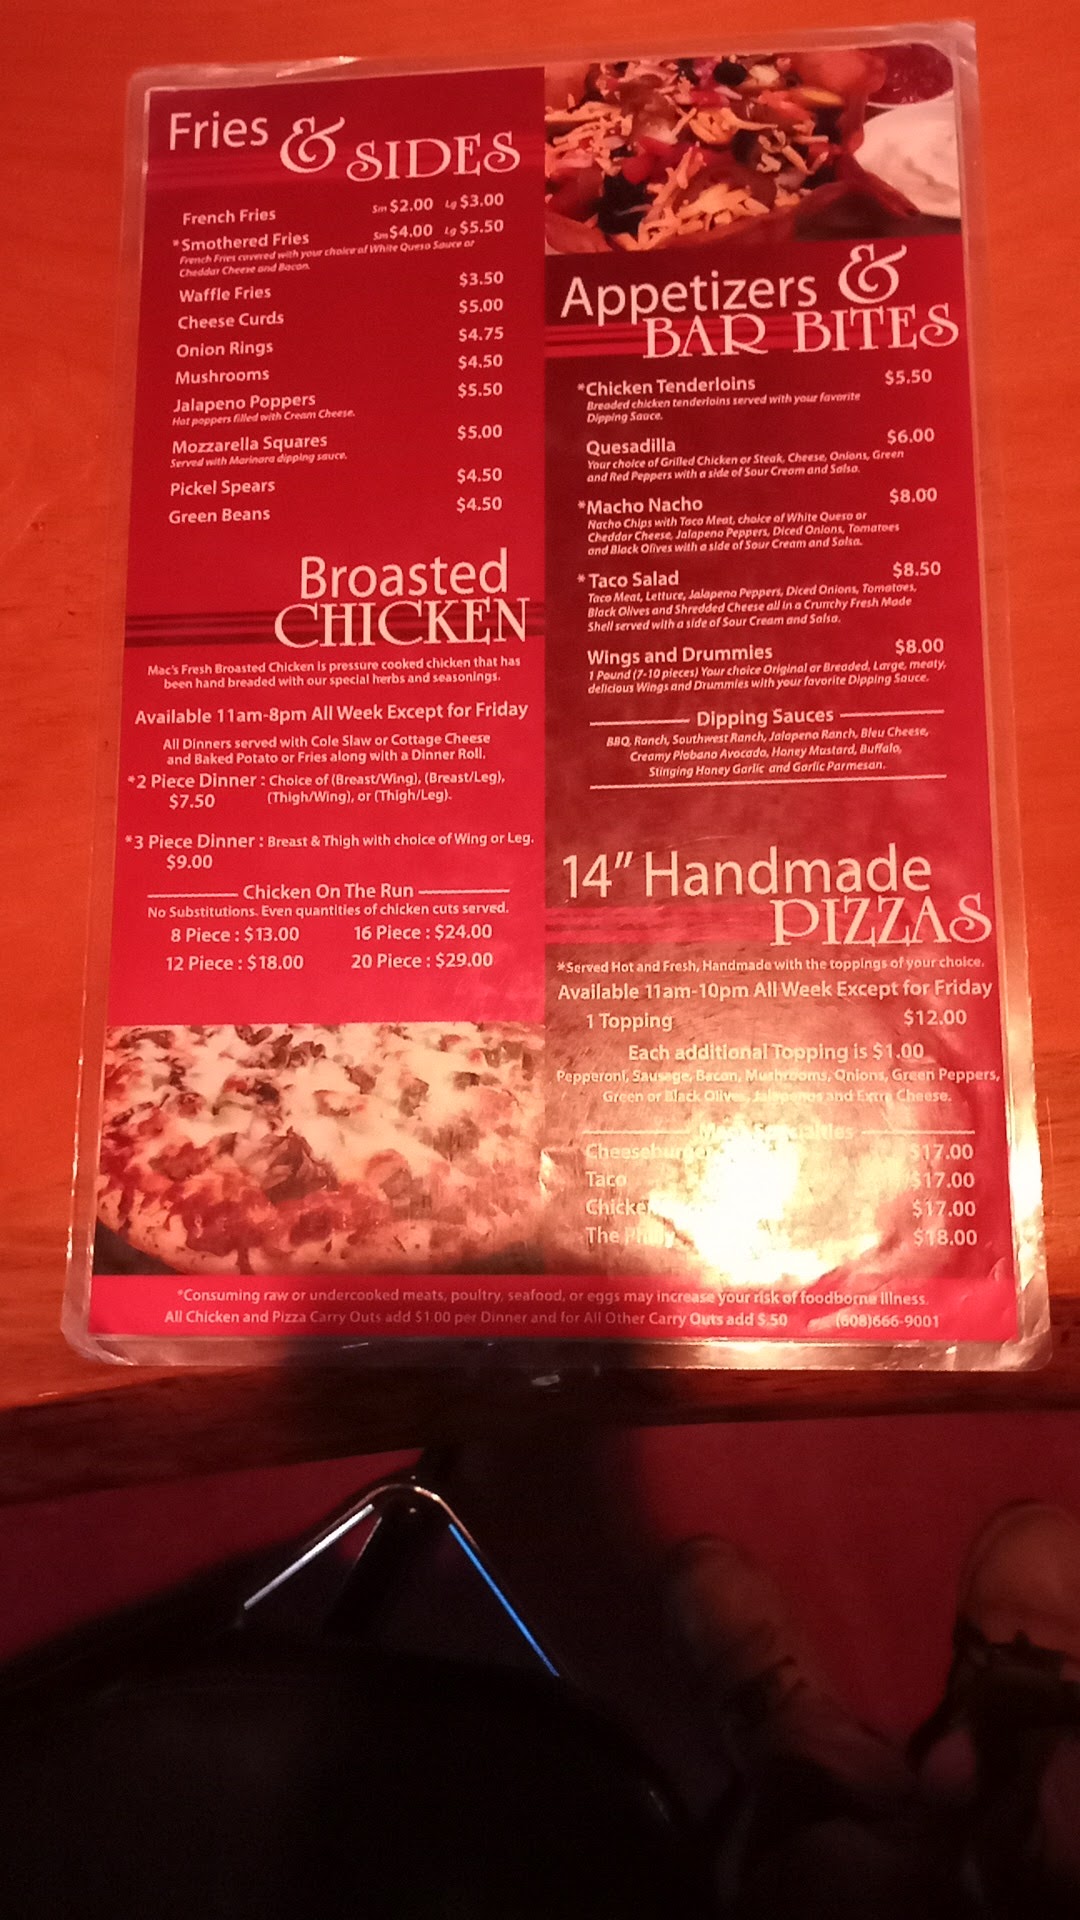 Fries & SIDES
French Fries Sm $2.00 Lg $3.00
*Smothered Fries Sm $4.00 Lg $5.50
French Fries covered with your choice of White Queso Sauce or
Cheddar Cheese and Bacon.
Waffle Fries $3.50
Cheese Curds $5.00
Onion Rings $4.75
Mushrooms $4.50
Jalapeno Poppers $5.50
Hot poppers filled with Cream Cheese.
Mozzarella Squares $5.00
Served with Marinara dipping sauce.
Pickel Spears $4.50
Green Beans $4.50
Broasted
CHICKEN
Mac's Fresh Broasted Chicken is pressure cooked chicken that has
been hand breaded with our special herbs and seasonings.
Available 11am-8pm All Week Except for Friday
All Dinners served with Cole Slaw or Cottage Cheese
and Baked Potato or Fries along with a Dinner Roll.
*2 Piece Dinner : Choice of (Breast/Wing), (Breast/Leg),
$7.50 (Thigh/Wing), or (Thigh/Leg).
*3 Piece Dinner : Breast & Thigh with choice of Wing or Leg.
$9.00
Chicken On The Run
No Substitutions. Even quantities of chicken cuts served.
8 Piece : $13.00 16 Piece : $24.00
12 Piece : $18.00 20 Piece : $29.00
Appetizers &
BAR BITES
*Chicken Tenderloins $5.50
Breaded chicken tenderloins served with your favorite
Dipping Sauce.
Quesadilla $6.00
Your choice of Grilled Chicken or Steak, Cheese, Onions, Green
and Red Peppers with a side of Sour Cream and Salsa.
*Macho Nacho $8.00
Nacho Chips with Taco Meat, choice of White Queso or
Cheddar Cheese, Jalapeno Peppers, Diced Onions, Tomatoes
and Black Olives with a side of Sour Cream and Salsa.
*Taco Salad $8.50
Taco Meat, Lettuce, Jalapeno Peppers, Diced Onions, Tomatoes,
Black Olives and Shredded Cheese all in a Crunchy Fresh Made
Shell served with a side of Sour Cream and Salsa.
Wings and Drummies $8.00
1 Pound (7-10 pieces) Your choice Original or Breaded, Large, meaty,
delicious Wings and Drummies with your favorite Dipping Sauce.
Dipping Sauces
BBQ, Ranch, Southwest Ranch, Jalapeno Ranch, Bleu Cheese,
Creamy Plobano Avocado, Honey Mustard, Buffalo,
Stinging Honey Garlic and Garlic Parmesan.
14" Handmade
PIZZAS
*Served Hot and Fresh, Handmade with the toppings of your choice.
Available 11am-10pm All Week Except for Friday
1 Topping $12.00
Each additional Topping is $1.00
Pepperoni, Sausage, Bacon, Mushrooms, Onions, Green Peppers,
Green or Black Olives, Jalapenos and Extra Cheese.
Cheeseburger $17.00
Taco $17.00
Chicken $17.00
The Philly $18.00
*Consuming raw or undercooked meats, poultry, seafood, or eggs may increase your risk of foodborne illness.
All Chicken and Pizza Carry Outs add $1.00 per Dinner and for All Other Carry Outs add $.50 (608)666-9001